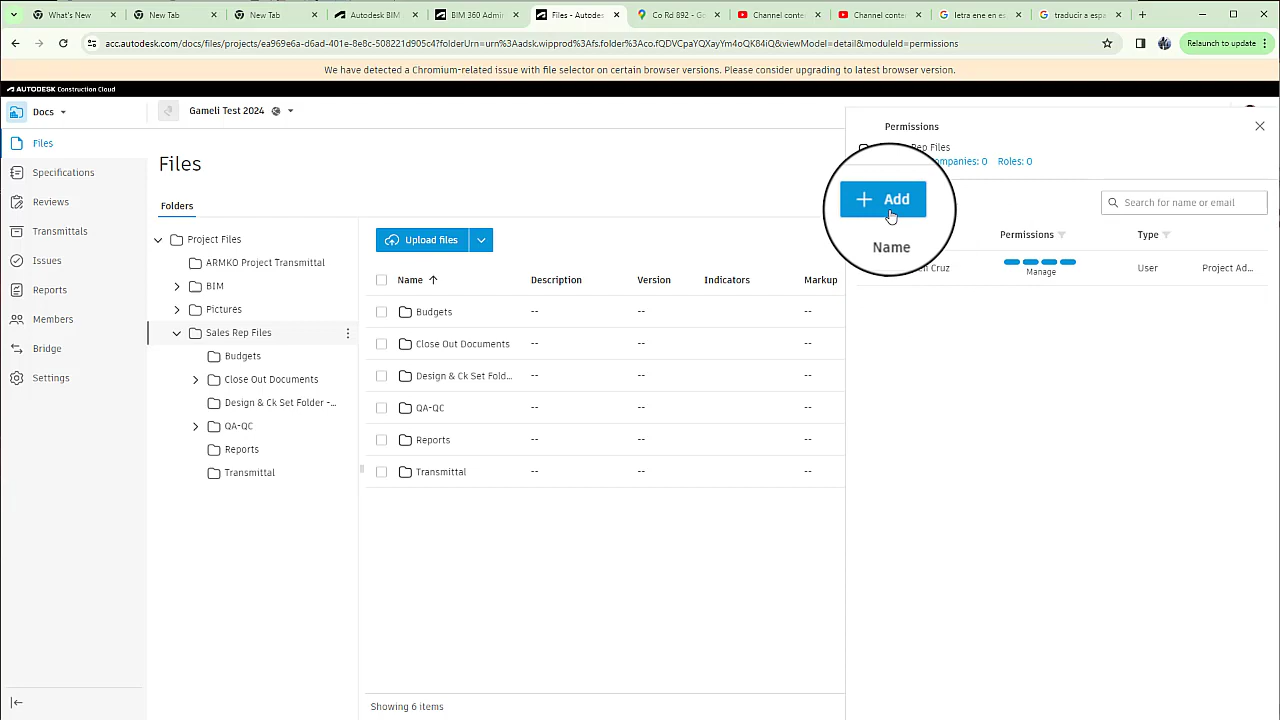 What's New
New Tab
New Tab
Autodesk BIM
BIM 360 Admin
Files - Autodes
Co Rd 892 - G
Channel conte
Channel conte
letra ene en es
traducir a espa
acc.autodesk.com/docs/files/projects/ea969e6a-d6ad-401e-8e8c-508221d905c4?folderUrn=urn%3Aadsk.wipprod%3Afs.folder%3Aco.fQDVCpaYQXayYm4oQK84iQ&viewModel=detail&moduleId=permissions
Relaunch to update
We have detected a Chromium-related issue with file selector on certain browser versions. Please consider upgrading to latest browser version.
AUTODESK Construction Cloud
Docs
Gameli Test 2024
Files
Specifications
Reviews
Transmittals
Issues
Reports
Members
Bridge
Settings
Files
Folders
Project Files
ARMKO Project Transmittal
BIM
Pictures
Sales Rep Files
Budgets
Close Out Documents
Design & Ck Set Folder -...
QA-QC
Reports
Transmittal
Upload files
Name Description Version Indicators Markup
Budgets -- -- --
Close Out Documents -- -- --
Design & Ck Set Fold... -- -- --
QA-QC -- -- --
Reports -- -- --
Transmittal -- -- --
Showing 6 items
Permissions
Rep Files
Roles: 0
+ Add
Search for name or email
Name Permissions Type
Cruz Manage User Project Ad...